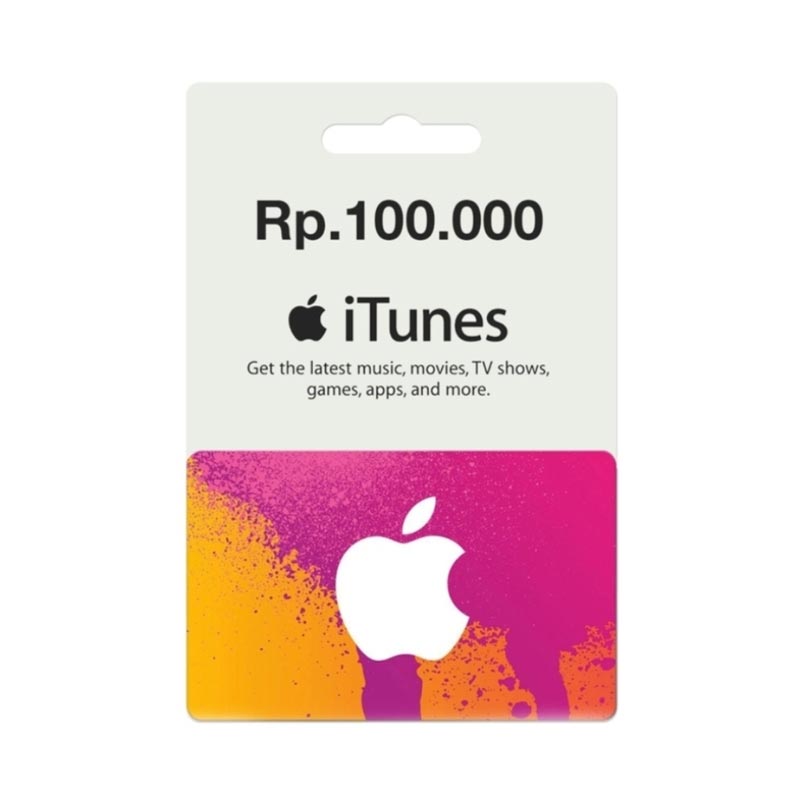 Rp.100.000
iTunes
Get the latest music, movies, TV shows,
games, apps, and more.